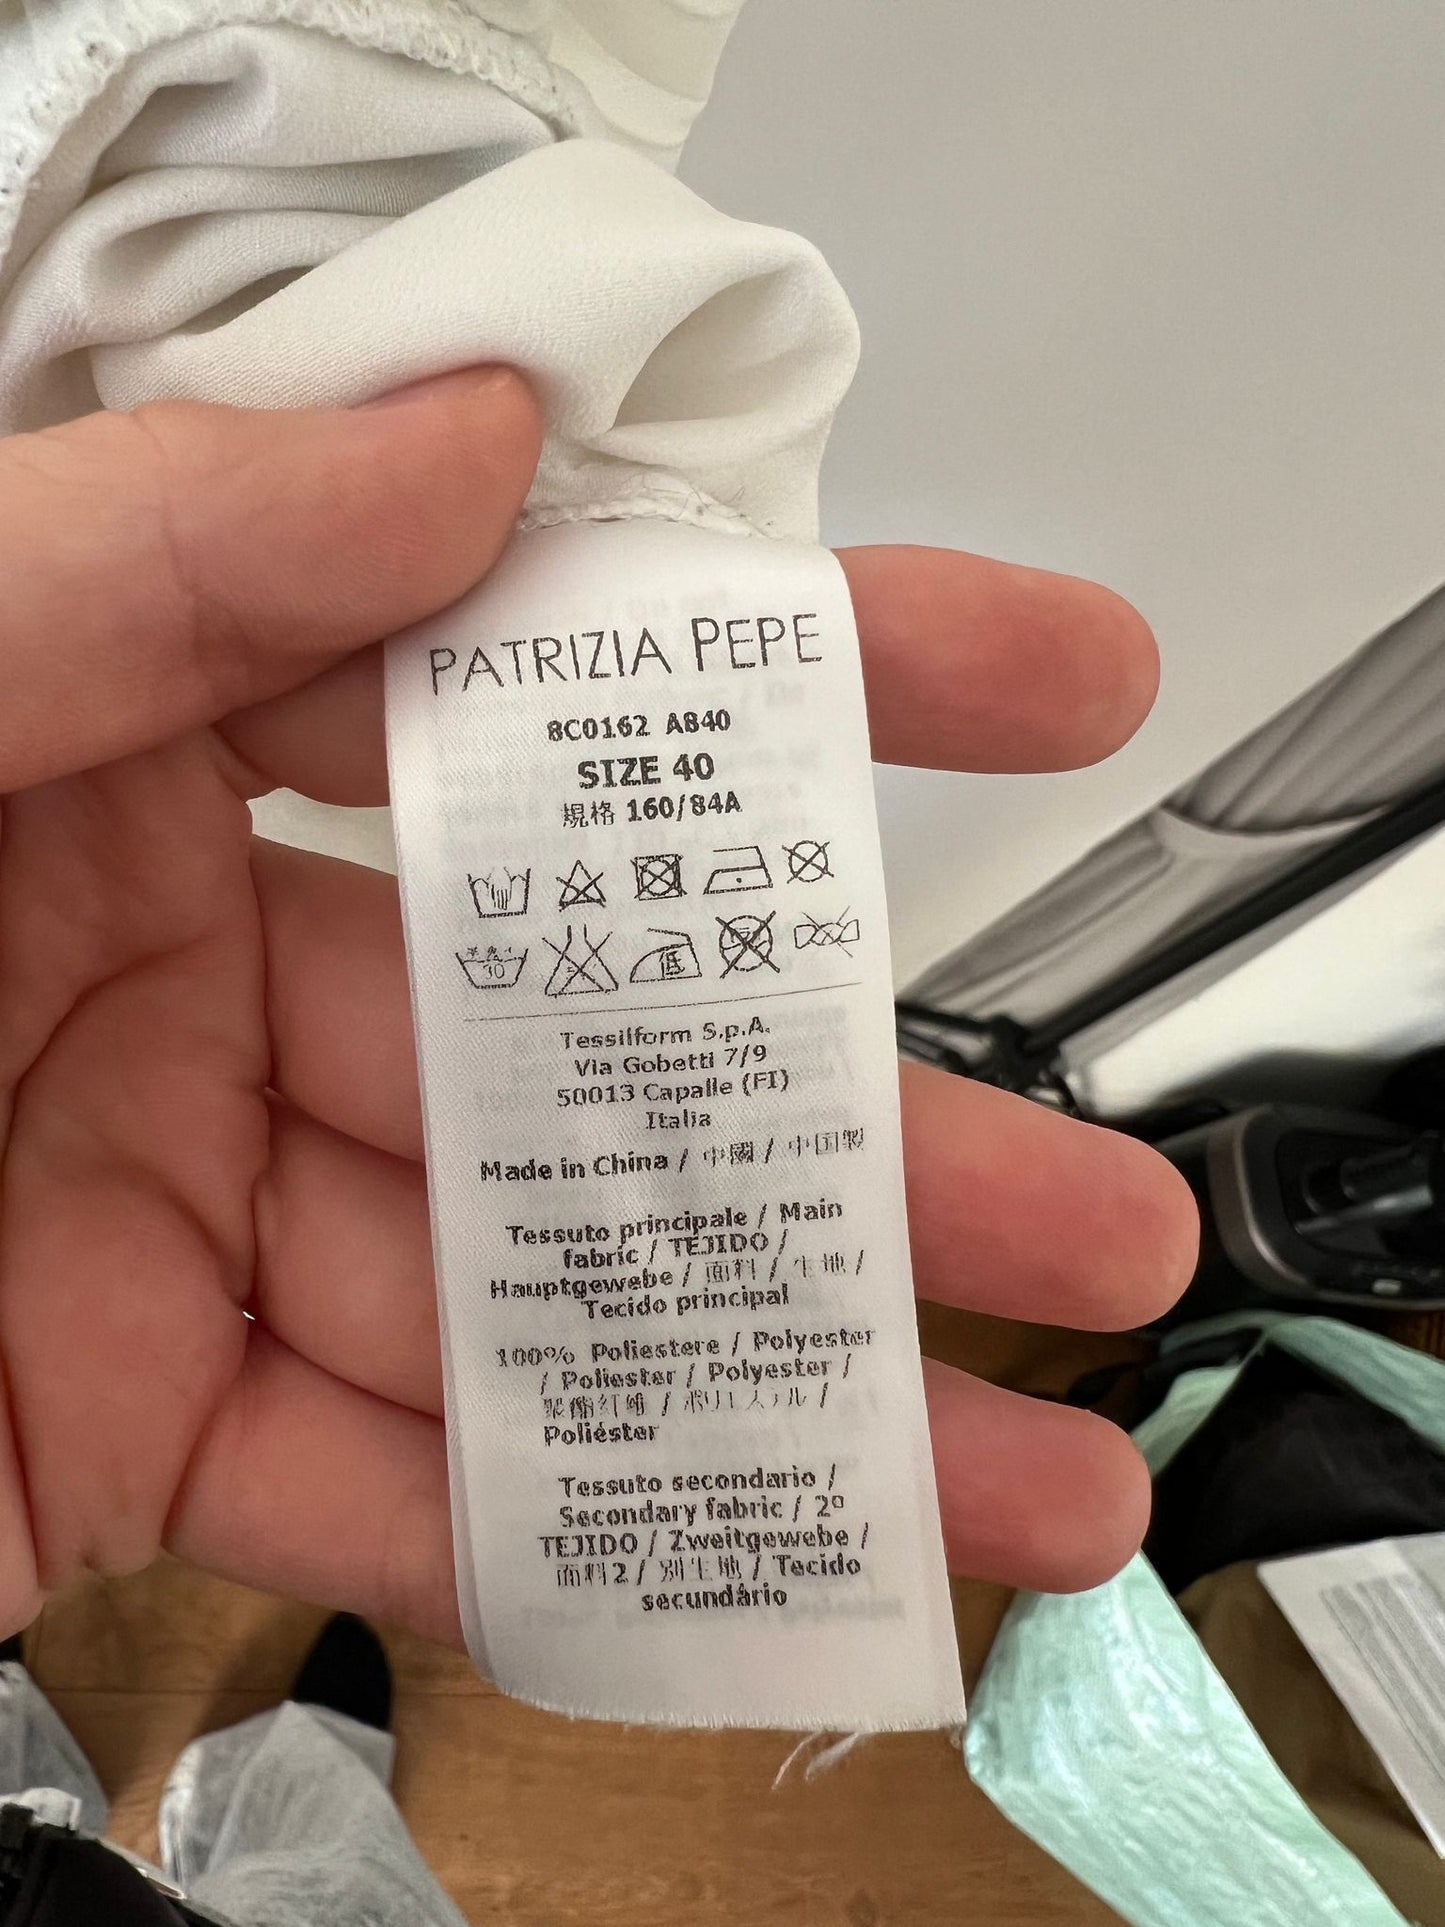 PATRIZIA PEPE
8C0162 A840
SIZE 40
規格 160/84A
30
低
Tessilform S.p.A.
Via Gobetti 7/9
50013 Capalle (FI)
Italia
Made in China / 中國 / 中国製
Tessuto principale / Main
fabric / TEJIDO /
Hauptgewebe / 面料 / 生地 /
Tecido principal
100% Poliestere / Polyester
/ Poliester / Polyester /
聚酯纤维 / ポリエステル /
Poliéster
Tessuto secondario /
Secondary fabric / 2º
TEJIDO / Zweitgewebe /
面料2 / 別生地 / Tecido
secundário